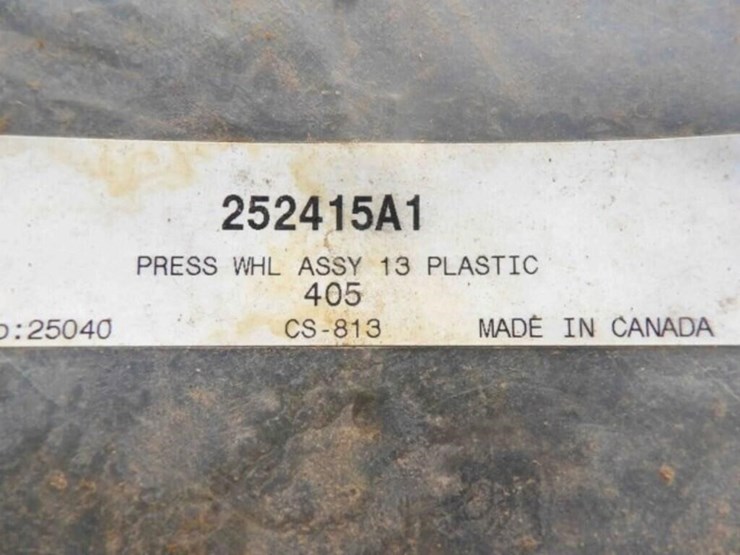 252415A1
PRESS WHL ASSY 13 PLASTIC
405
:25040 CS-813 MADE IN CANADA